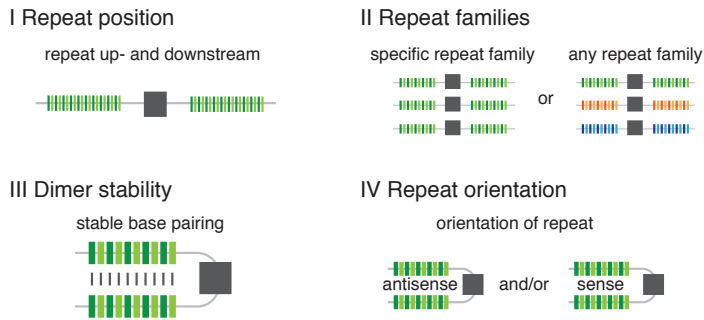 I Repeat position
repeat up- and downstream
II Repeat families
specific repeat family
any repeat family
or
III Dimer stability
stable base pairing
IV Repeat orientation
orientation of repeat
antisense
and/or
sense